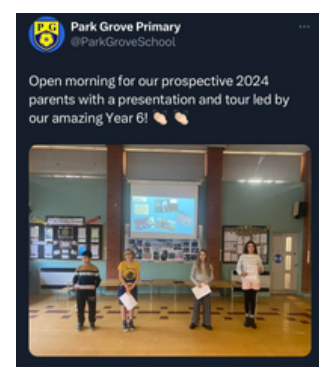 P G
Park Grove Primary
@ParkGroveSchool
Open morning for our prospective 2024
parents with a presentation and tour led by
our amazing Year 6! 👏🏻 👏🏻